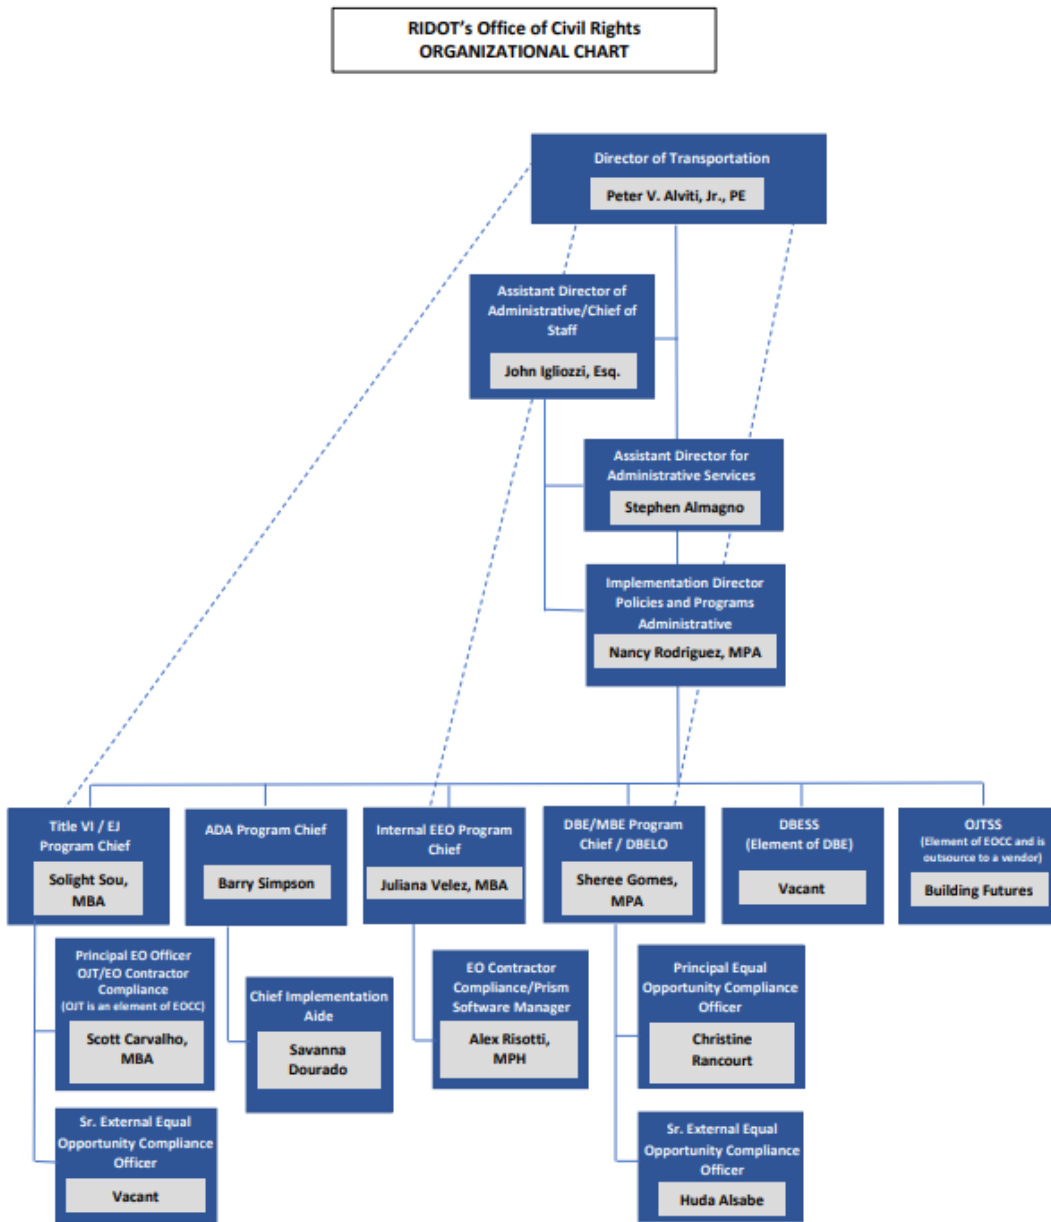 RIDOT’s Office of Civil Rights
ORGANIZATIONAL CHART
Director of Transportation
Peter V. Alviti, Jr., PE
Assistant Director of
Administrative/Chief of
Staff
John Igliozzi, Esq.
Assistant Director for
Administrative Services
Stephen Almagno
Implementation Director
Policies and Programs
Administrative
Nancy Rodriguez, MPA
Title VI / EJ
Program Chief
Solight Sou,
MBA
ADA Program Chief
Barry Simpson
Internal EEO Program
Chief
Juliana Velez, MBA
DBE/MBE Program
Chief / DBELO
Sheree Gomes,
MPA
DBESS
(Element of DBE)
Vacant
OJTSS
(Element of EOCC and is
outsource to a vendor)
Building Futures
Principal EO Officer
OJT/EO Contractor
Compliance
(OJT is an element of EOCC)
Scott Carvalho,
MBA
Chief Implementation
Aide
Savanna
Dourado
EO Contractor
Compliance/Prism
Software Manager
Alex Risotti,
MPH
Principal Equal
Opportunity Compliance
Officer
Christine
Rancourt
Sr. External Equal
Opportunity Compliance
Officer
Vacant
Sr. External Equal
Opportunity Compliance
Officer
Huda Alsabe